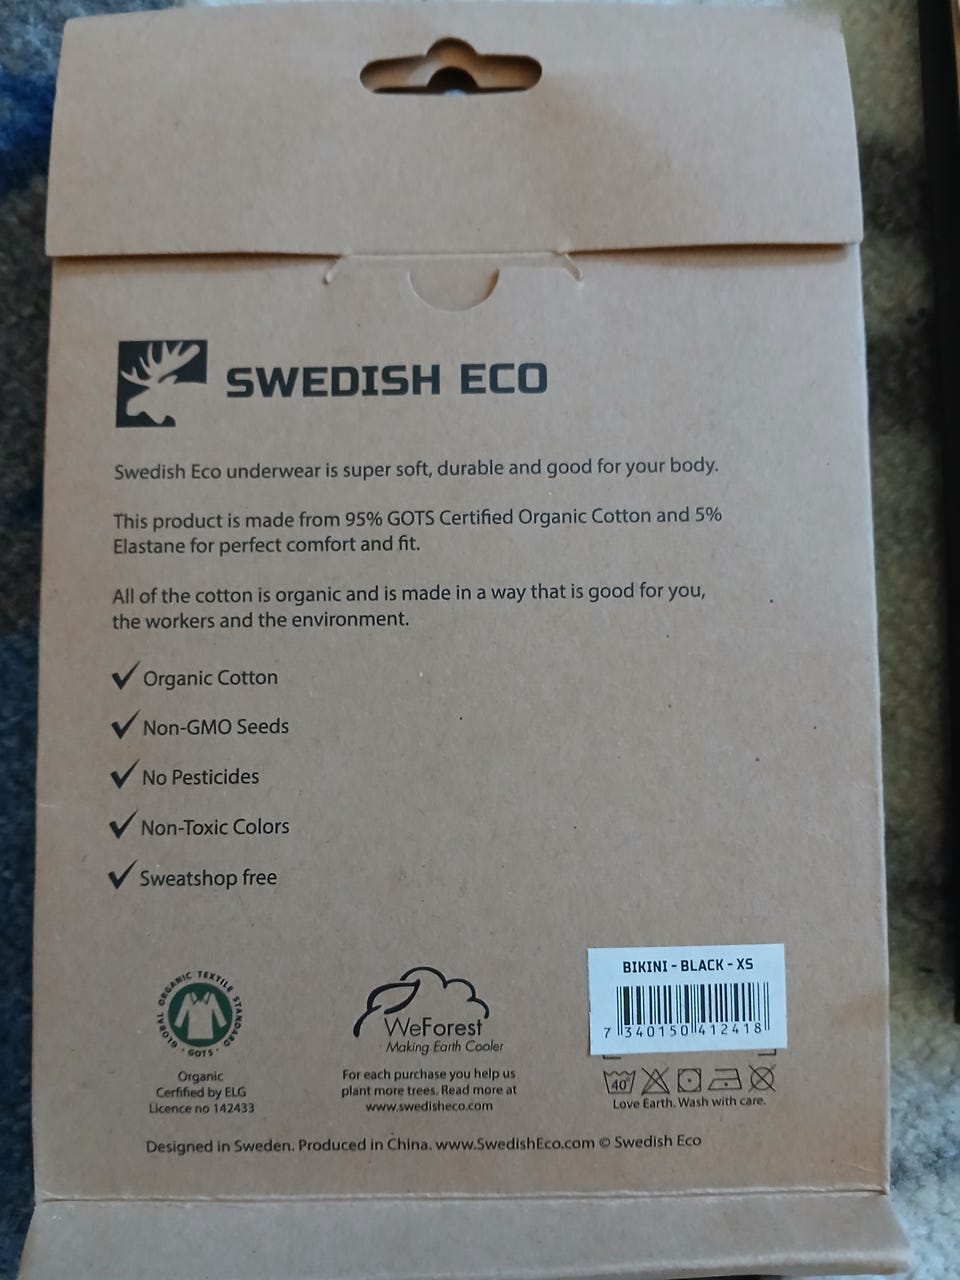 SWEDISH ECO
Swedish Eco underwear is super soft, durable and good for your body.
This product is made from 95% GOTS Certified Organic Cotton and 5%
Elastane for perfect comfort and fit.
All of the cotton is organic and is made in a way that is good for you,
the workers and the environment.
Organic Cotton
Non-GMO Seeds
No Pesticides
Non-Toxic Colors
Sweatshop free
GLOBAL ORGANIC TEXTILE STANDARD · GOTS ·
Organic
Cerfified by ELG
Licence no 142433
WeForest
Making Earth Cooler
For each purchase you help us
plant more trees. Read more at
www.swedisheco.com
BIKINI - BLACK - XS
7 340150 412418
40°
Love Earth. Wash with care.
Designed in Sweden. Produced in China. www.SwedishEco.com © Swedish Eco